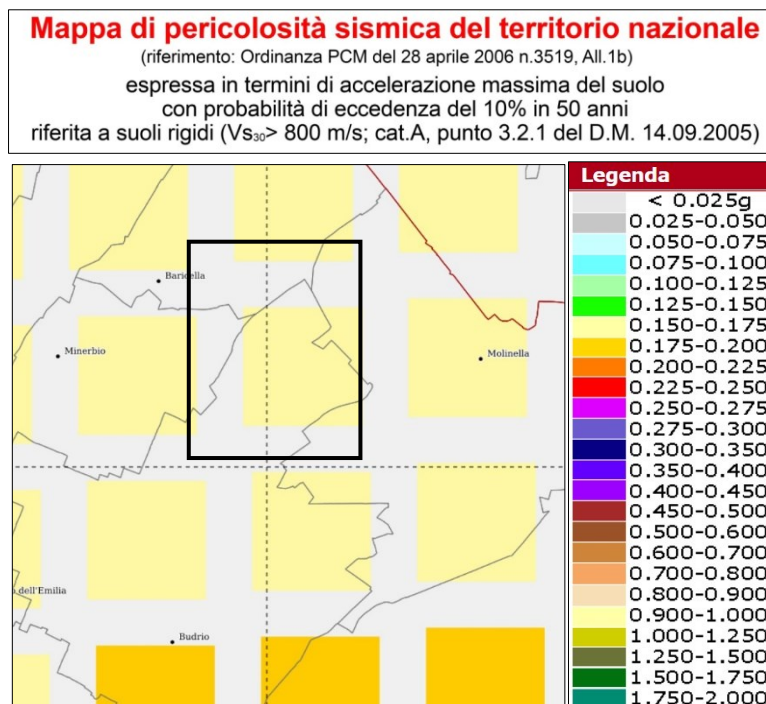 Mappa di pericolosità sismica del territorio nazionale
(riferimento: Ordinanza PCM del 28 aprile 2006 n.3519, All.1b)
espressa in termini di accelerazione massima del suolo
con probabilità di eccedenza del 10% in 50 anni
riferita a suoli rigidi (Vs₃₀> 800 m/s; cat.A, punto 3.2.1 del D.M. 14.09.2005)
Legenda
< 0.025g
0.025-0.050
0.050-0.075
0.075-0.100
0.100-0.125
0.125-0.150
0.150-0.175
0.175-0.200
0.200-0.225
0.225-0.250
0.250-0.275
0.275-0.300
0.300-0.350
0.350-0.400
0.400-0.450
0.450-0.500
0.500-0.600
0.600-0.700
0.700-0.800
0.800-0.900
0.900-1.000
1.000-1.250
1.250-1.500
1.500-1.750
1.750-2.000
Baricella
Minerbio
Molinella
dell'Emilia
Budrio